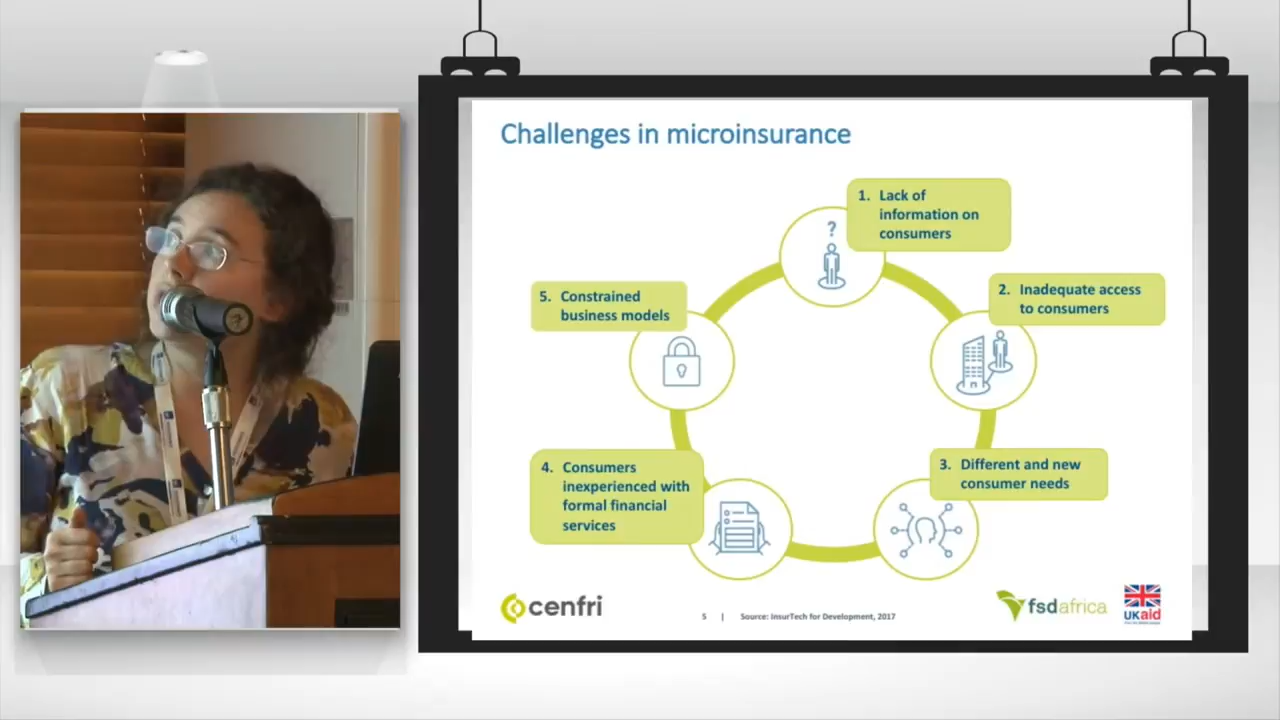 Challenges in microinsurance
1. Lack of
information on
consumers
2. Inadequate access
to consumers
3. Different and new
consumer needs
4. Consumers
inexperienced with
formal financial
services
5. Constrained
business models
?
cenfri
5 | Source: InsurTech for Development, 2017
fsdafrica
UKaid